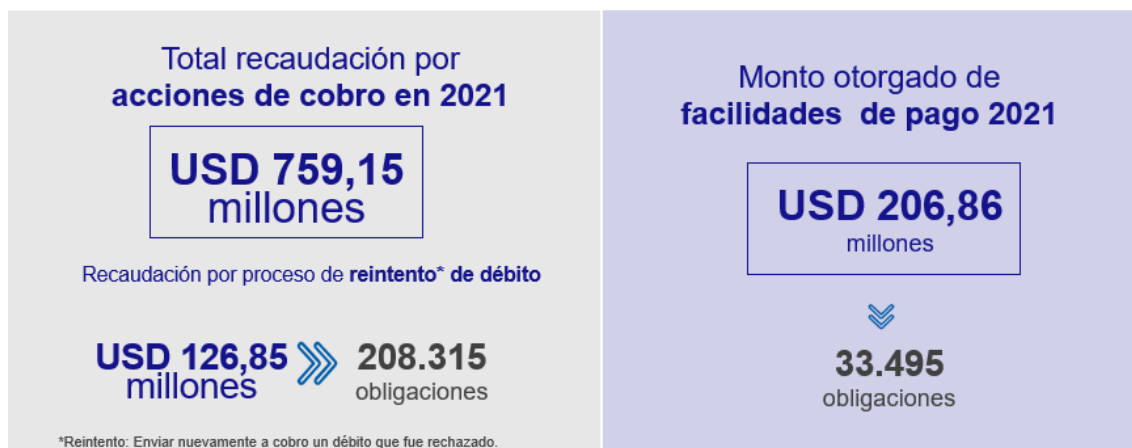 Total recaudación por
acciones de cobro en 2021
USD 759,15
millones
Recaudación por proceso de reintento* de débito
USD 126,85
millones
208.315
obligaciones
*Reintento: Enviar nuevamente a cobro un débito que fue rechazado.
Monto otorgado de
facilidades de pago 2021
USD 206,86
millones
33.495
obligaciones